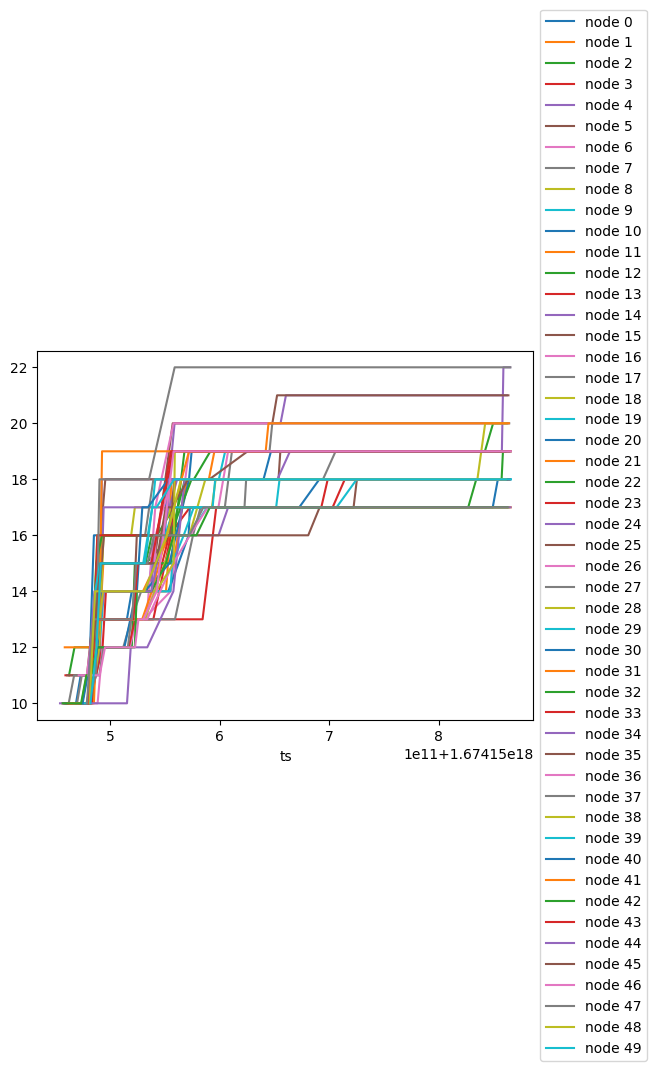 22
20
18
16
14
12
10
5
6
7
8
ts
1e11+1.67415e18
node 0
node 1
node 2
node 3
node 4
node 5
node 6
node 7
node 8
node 9
node 10
node 11
node 12
node 13
node 14
node 15
node 16
node 17
node 18
node 19
node 20
node 21
node 22
node 23
node 24
node 25
node 26
node 27
node 28
node 29
node 30
node 31
node 32
node 33
node 34
node 35
node 36
node 37
node 38
node 39
node 40
node 41
node 42
node 43
node 44
node 45
node 46
node 47
node 48
node 49